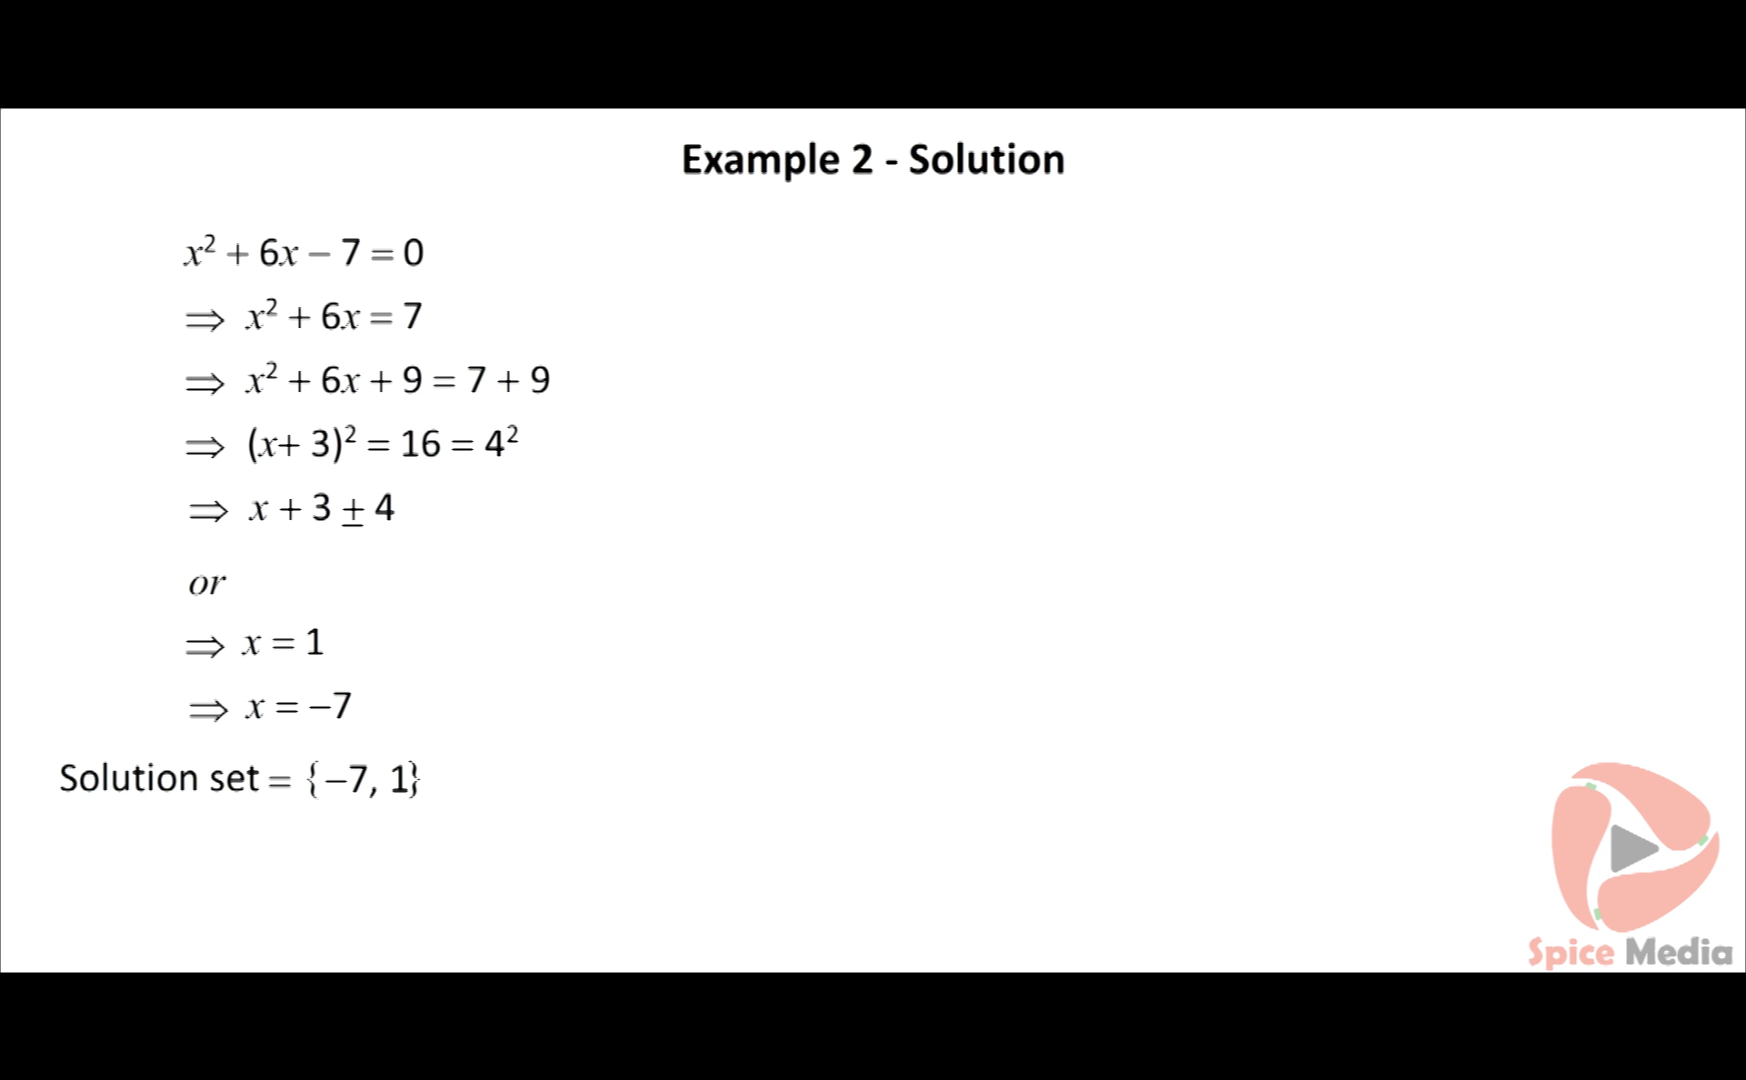 Example 2 - Solution
x² + 6x − 7 = 0
⇒ x² + 6x = 7
⇒ x² + 6x + 9 = 7 + 9
⇒ (x+ 3)² = 16 = 4²
⇒ x + 3 ± 4
or
⇒ x = 1
⇒ x = −7
Solution set = {−7, 1}
Spice Media